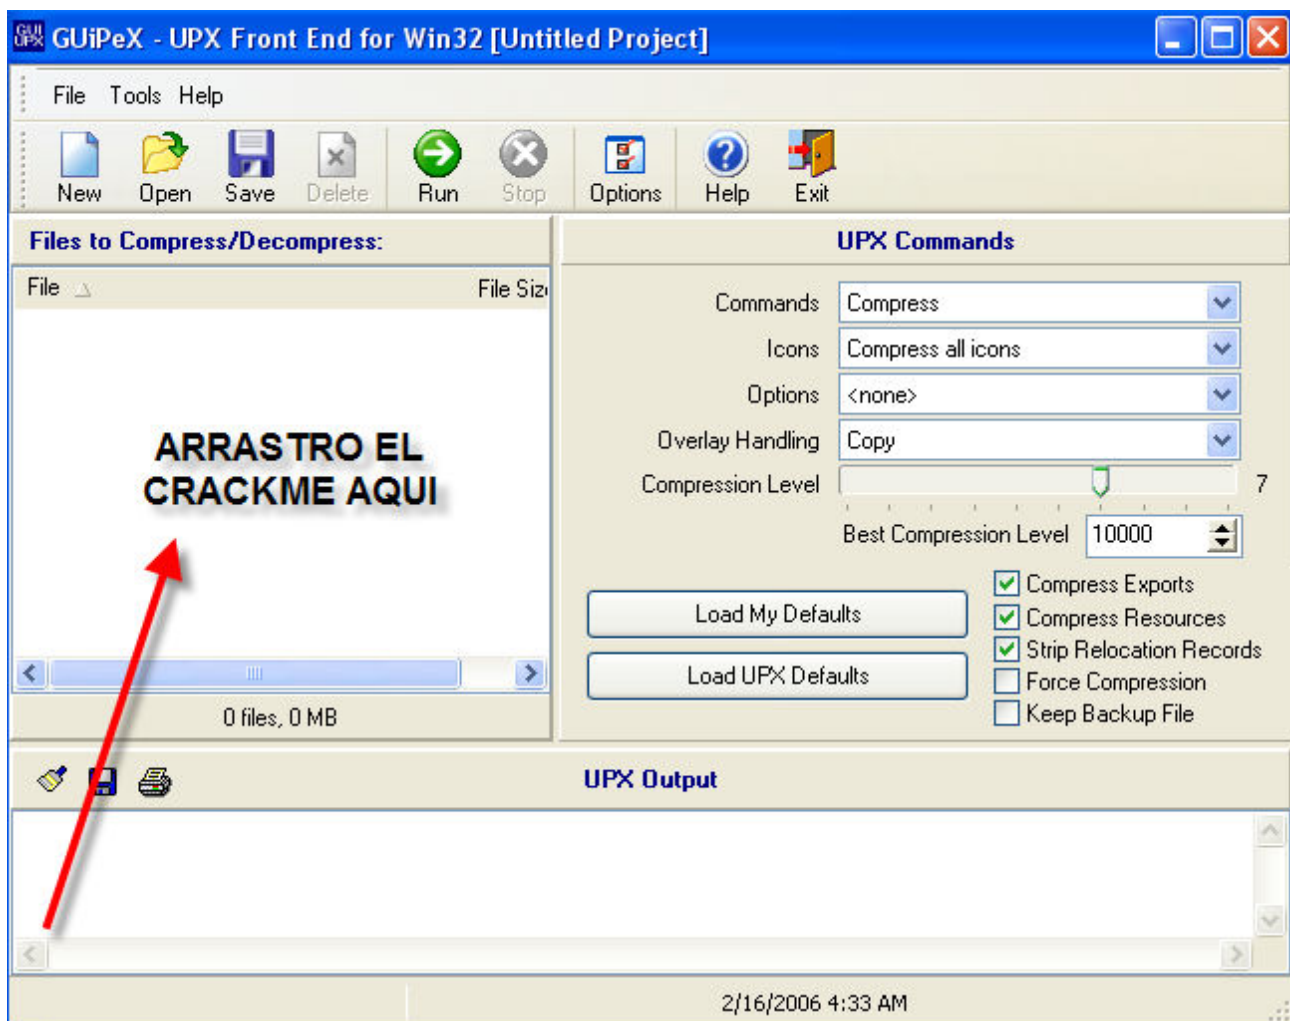 GUiPeX - UPX Front End for Win32 [Untitled Project]
File Tools Help
New Open Save Delete Run Stop Options Help Exit
Files to Compress/Decompress:
File File Siz
ARRASTRO EL
CRACKME AQUI
0 files, 0 MB
UPX Commands
Commands Compress
Icons Compress all icons
Options <none>
Overlay Handling Copy
Compression Level 7
Best Compression Level 10000
Load My Defaults
Load UPX Defaults
Compress Exports
Compress Resources
Strip Relocation Records
Force Compression
Keep Backup File
UPX Output
2/16/2006 4:33 AM